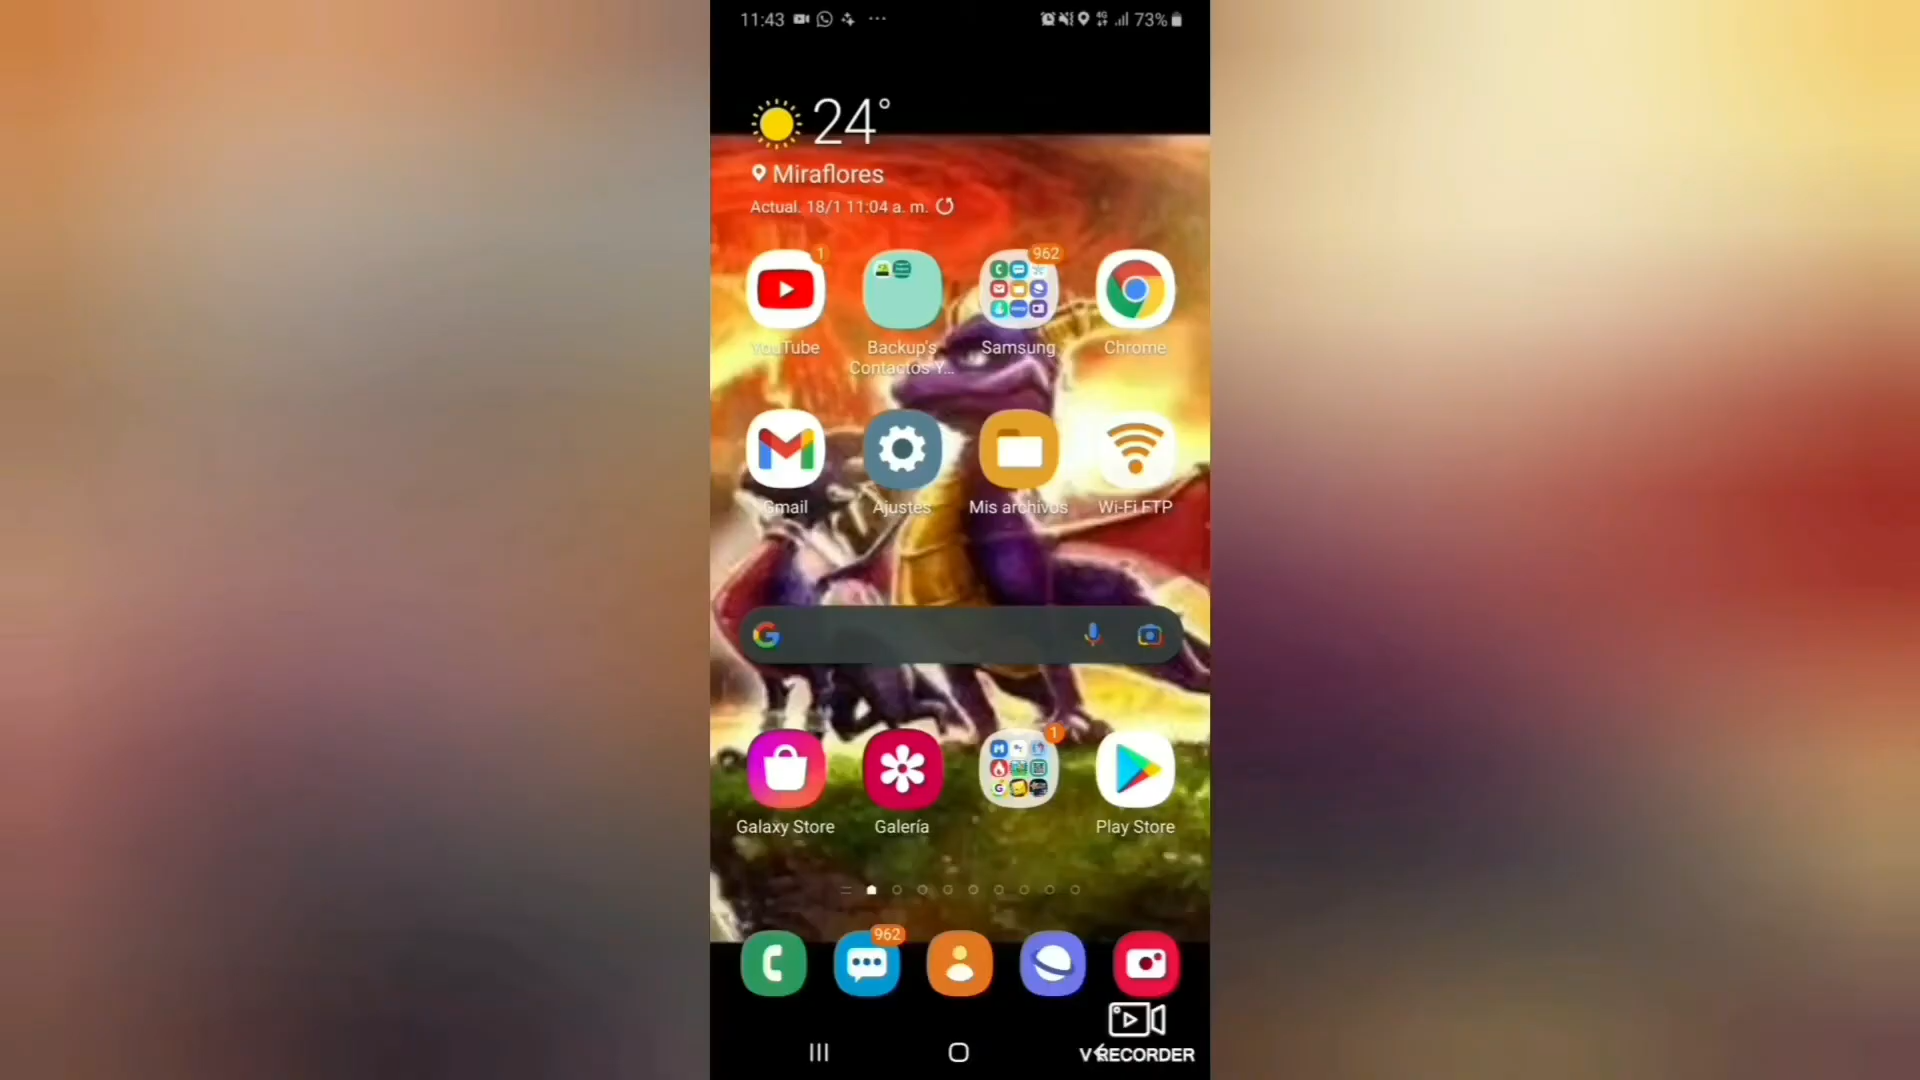 11:43
73%
24°
Miraflores
Actual. 18/1 11:04 a. m.
1
962
YouTube
Backup's
Contactos Y...
Samsung
Chrome
Gmail
Ajustes
Mis archivos
Wi-Fi FTP
1
Galaxy Store
Galería
Play Store
962
V RECORDER